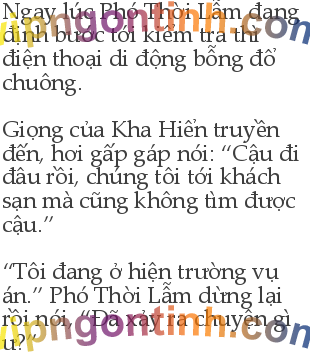 Ngay lúc Phó Thời Lẫm đang
định bước tới kiểm tra thì
điện thoại di động bỗng đổ
chuông.
Giọng của Kha Hiển truyền
đến, hơi gấp gáp nói: “Cậu đi
đâu rồi, chúng tôi tới khách
sạn mà cũng không tìm được
cậu.”
“Tôi đang ở hiện trường vụ
án.” Phó Thời Lẫm dừng lại
rồi nói, “Đã xảy ra chuyện gì
ư?”
vipngontinh.com
vipngontinh.com